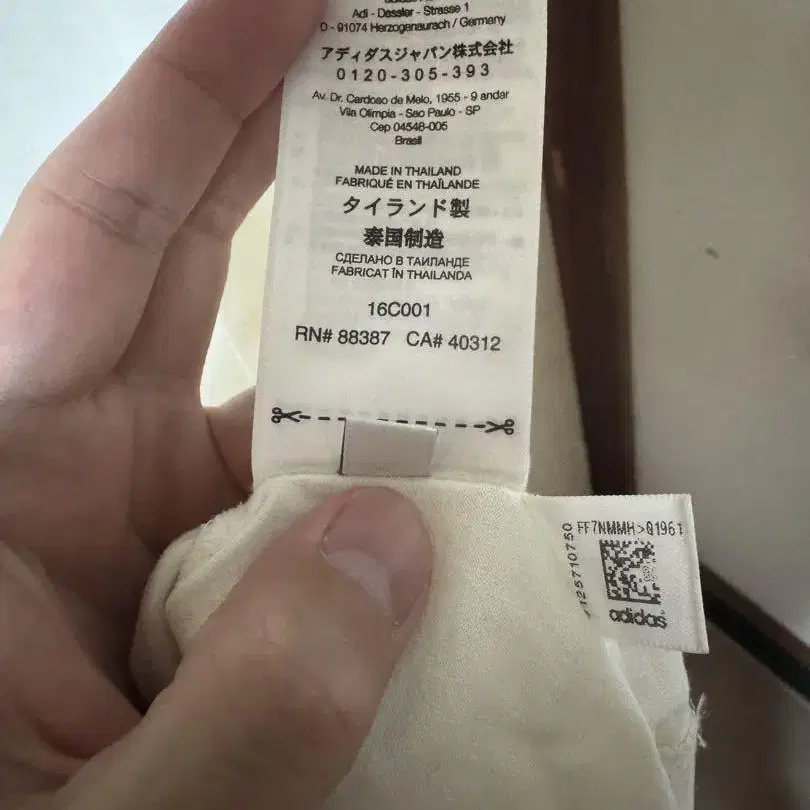 Adi - Dassler - Strasse 1
D - 91074 Herzogenaurach / Germany
アディダスジャパン株式会社
0120-305-393
Av. Dr. Cardoso de Melo, 1955 - 9 andar
Vila Olimpia - Sao Paulo - SP
Cep 04548-005
Brasil
MADE IN THAILAND
FABRIQUÉ EN THAÏLANDE
タイランド製
泰国制造
СДЕЛАНО В ТАИЛАНДЕ
FABRICAT ÎN THAILANDA
16C001
RN# 88387 CA# 40312
FF7NMMH>Q1961
125710750
adidas